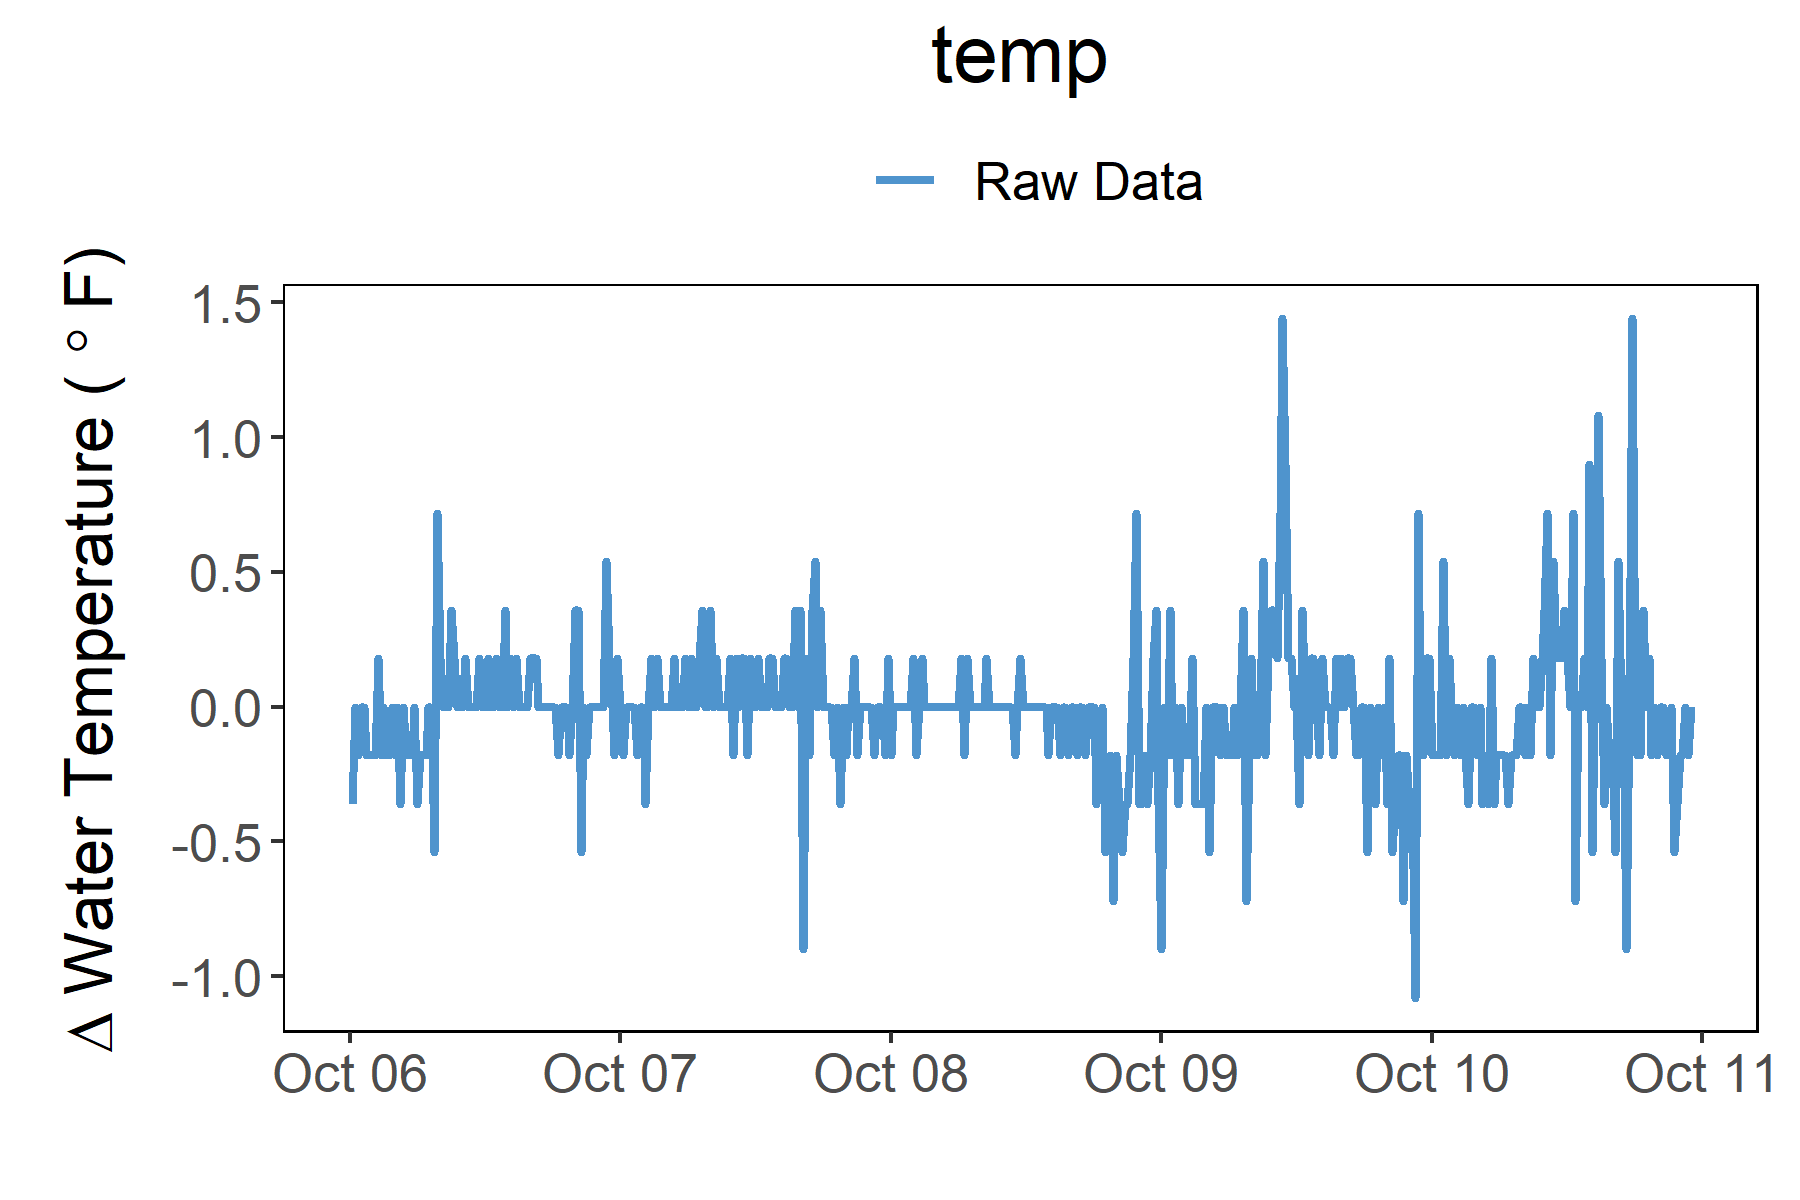 temp
Raw Data
Δ Water Temperature ( ° F)
1.5
1.0
0.5
0.0
-0.5
-1.0
Oct 06 Oct 07 Oct 08 Oct 09 Oct 10 Oct 11